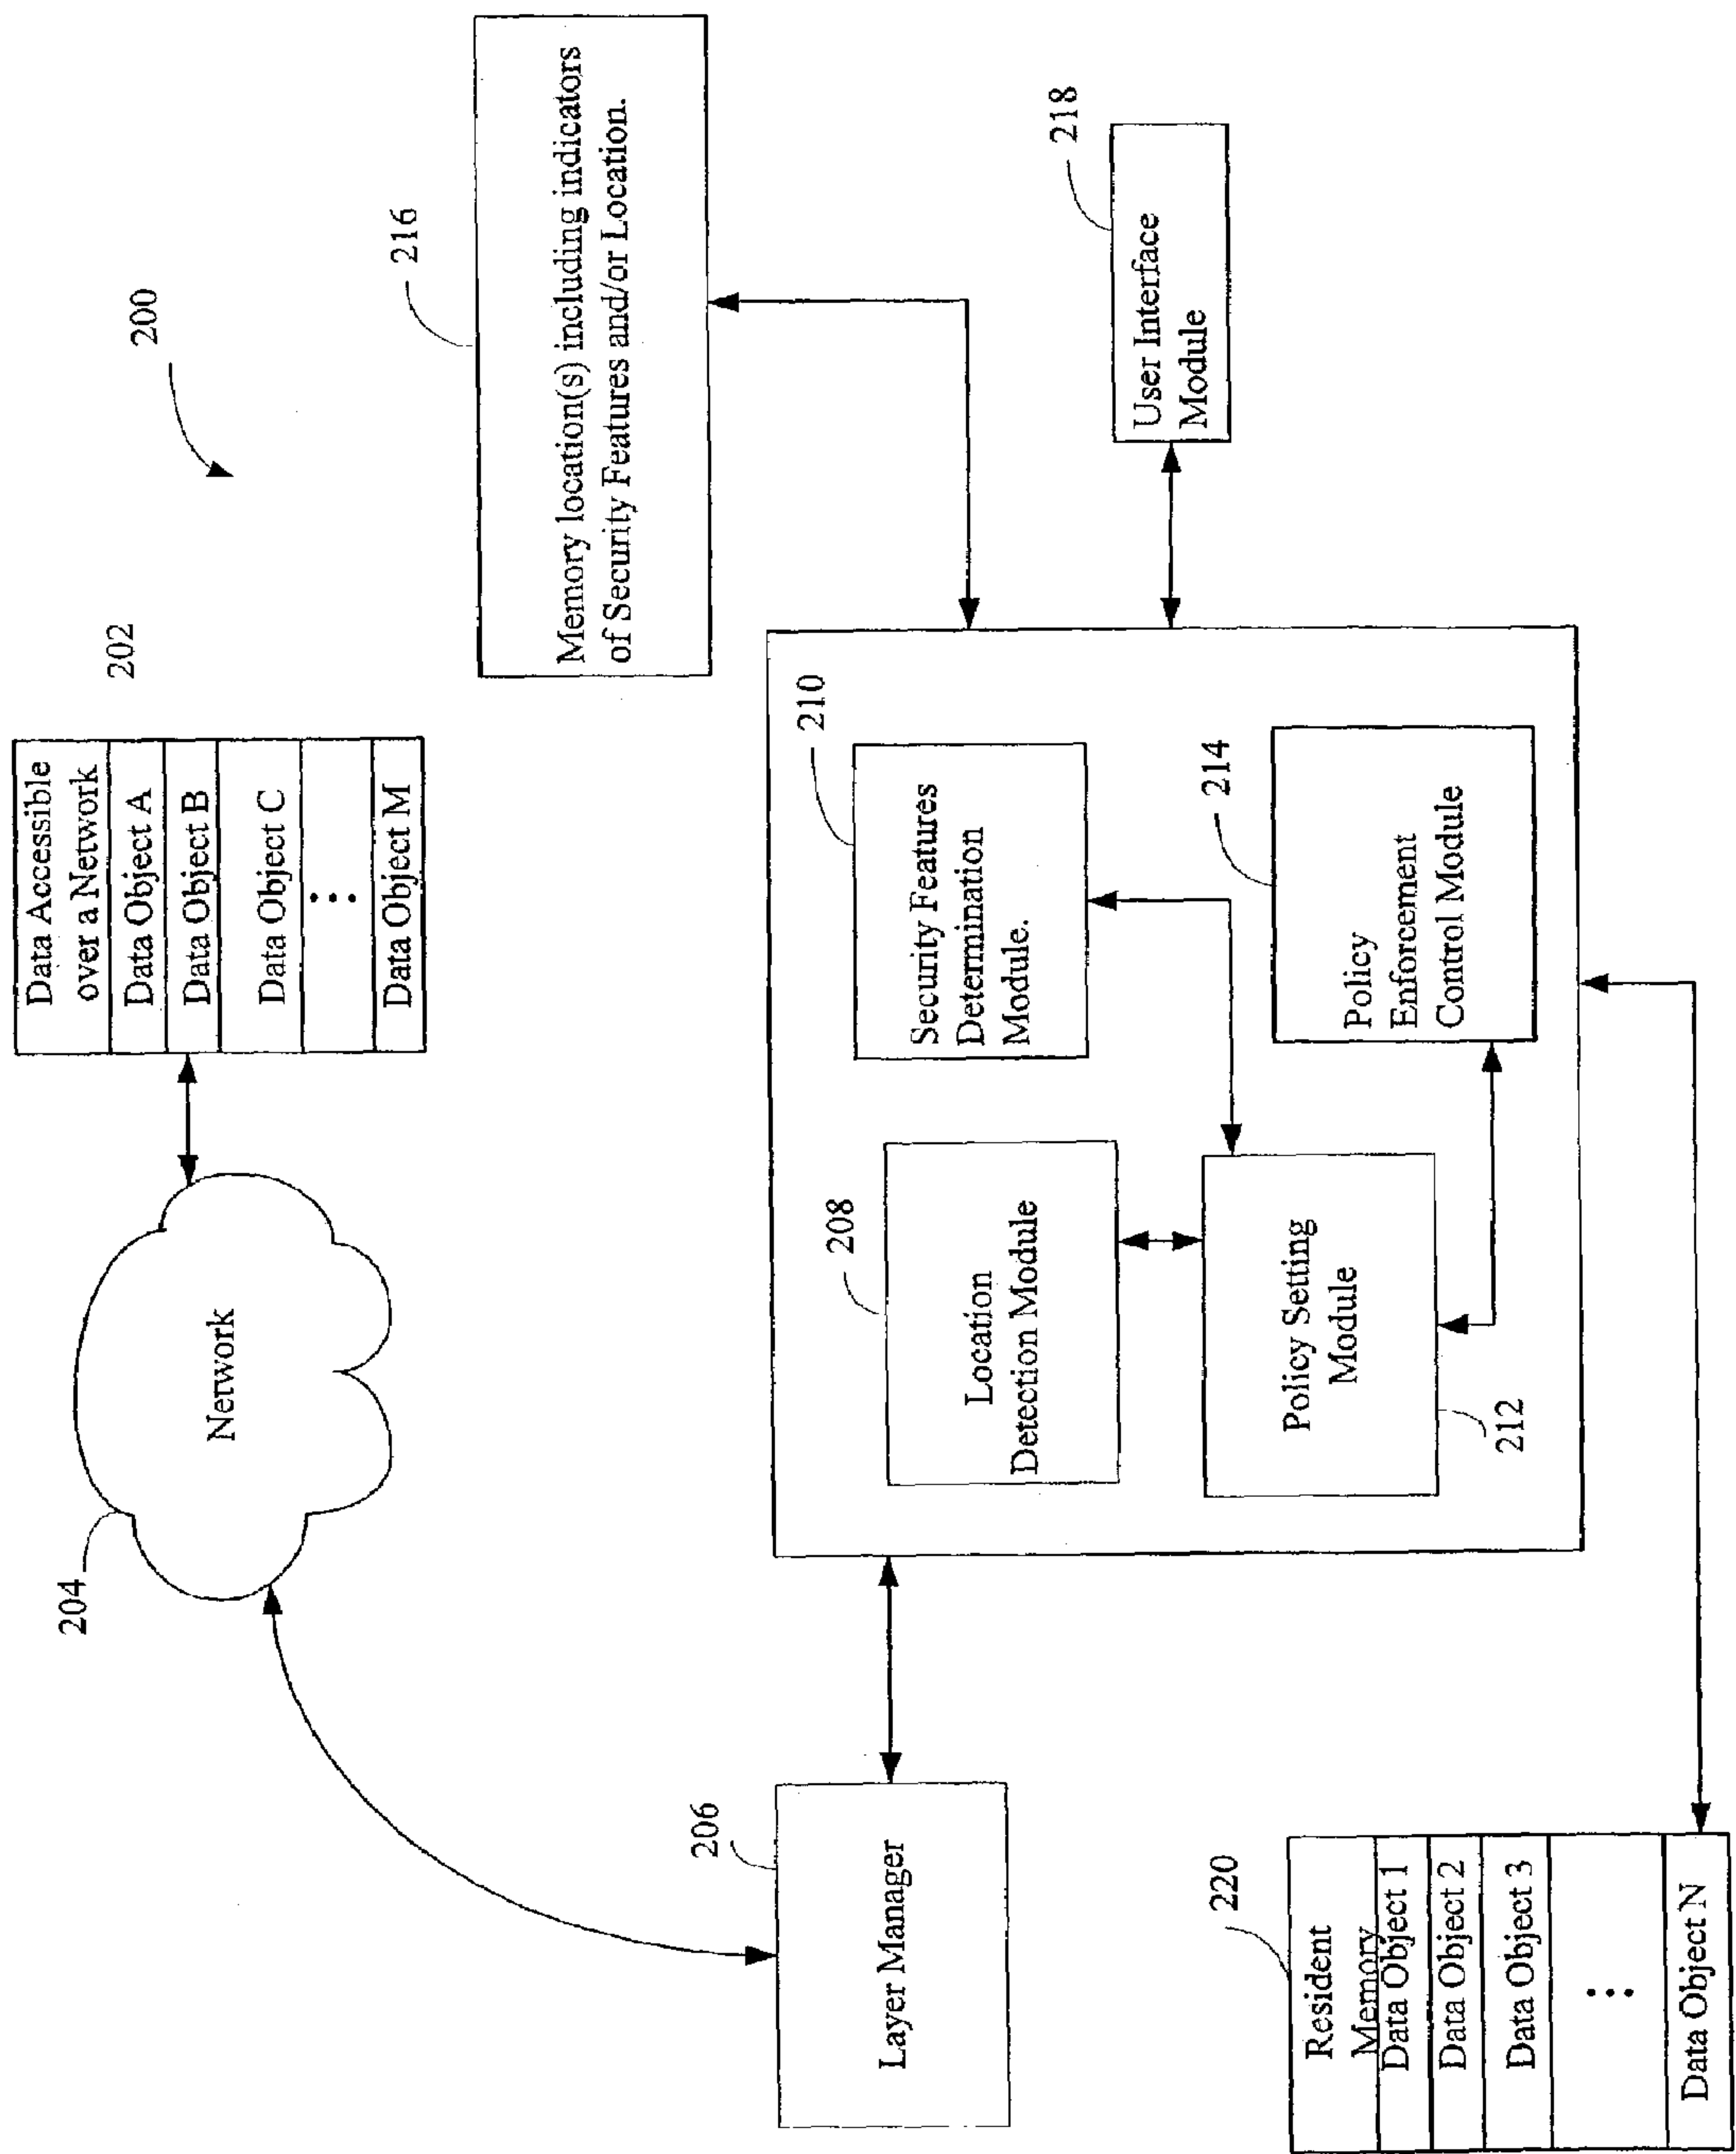 200
Data Accessible
over a Network
Data Object A
Data Object B
Data Object C
Data Object M
202
Network
204
Memory location(s) including indicators
of Security Features and/or Location.
216
Layer Manager
206
Location
Detection Module
208
Security Features
Determination
Module.
210
Policy Setting
Module
212
Policy
Enforcement
Control Module
214
User Interface
Module
218
Resident
Memory
Data Object 1
Data Object 2
Data Object 3
Data Object N
220